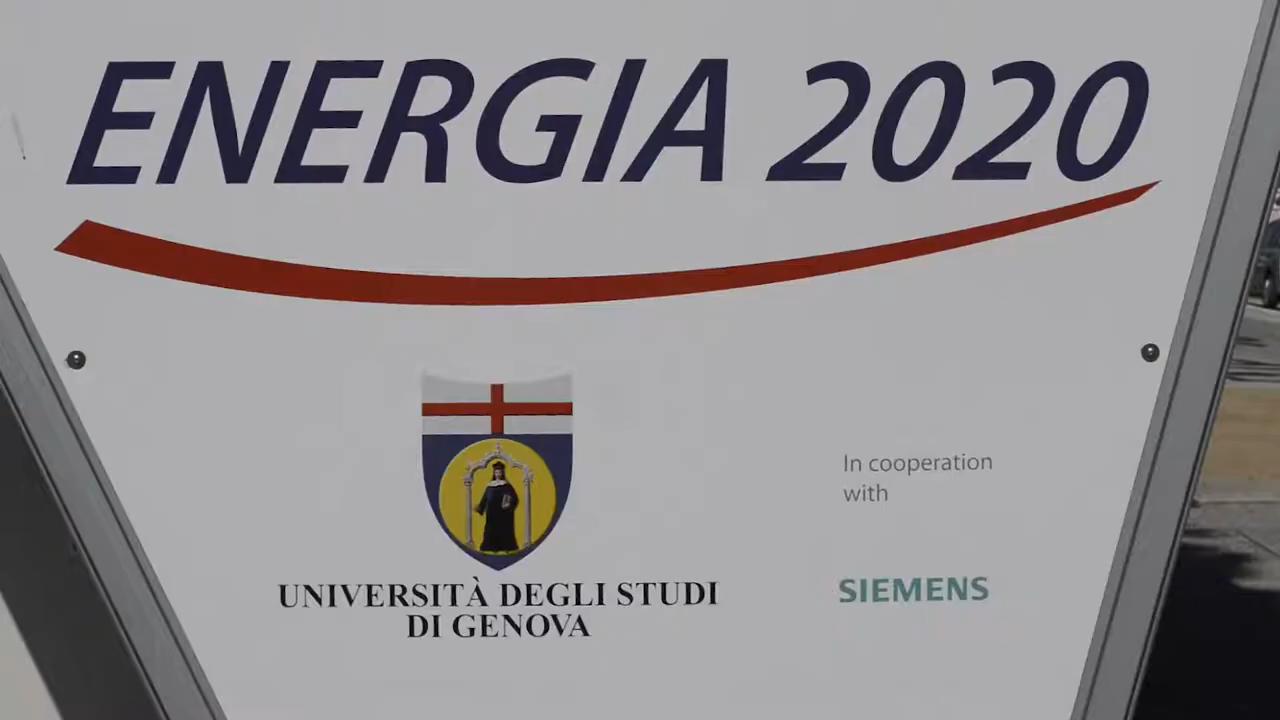 ENERGIA 2020
UNIVERSITÀ DEGLI STUDI
DI GENOVA
In cooperation
with
SIEMENS